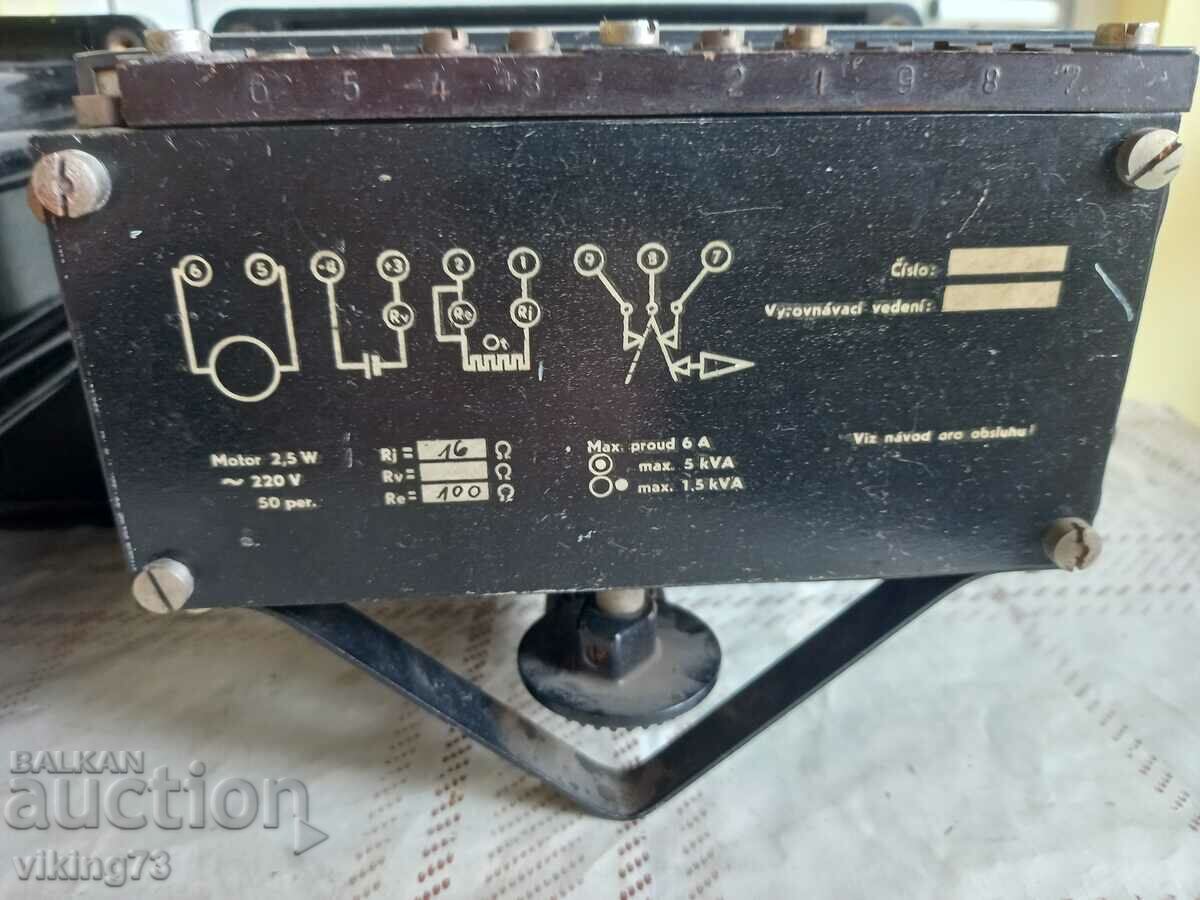 6 5 -4 +3 2 1 9 8 7
6 5 -4 +3 2 1 9 8 7
Rv Re Rj
Ot
Číslo:
Vyrovnávací vedení:
Motor 2,5 W
~ 220 V
50 per.
Rj = 16 Ω
Rv = Ω
Re = 100 Ω
Max. proud 6 A
max. 5 kVA
max. 1,5 kVA
Viz návod pro obsluhu!
BALKAN
auction
viking73